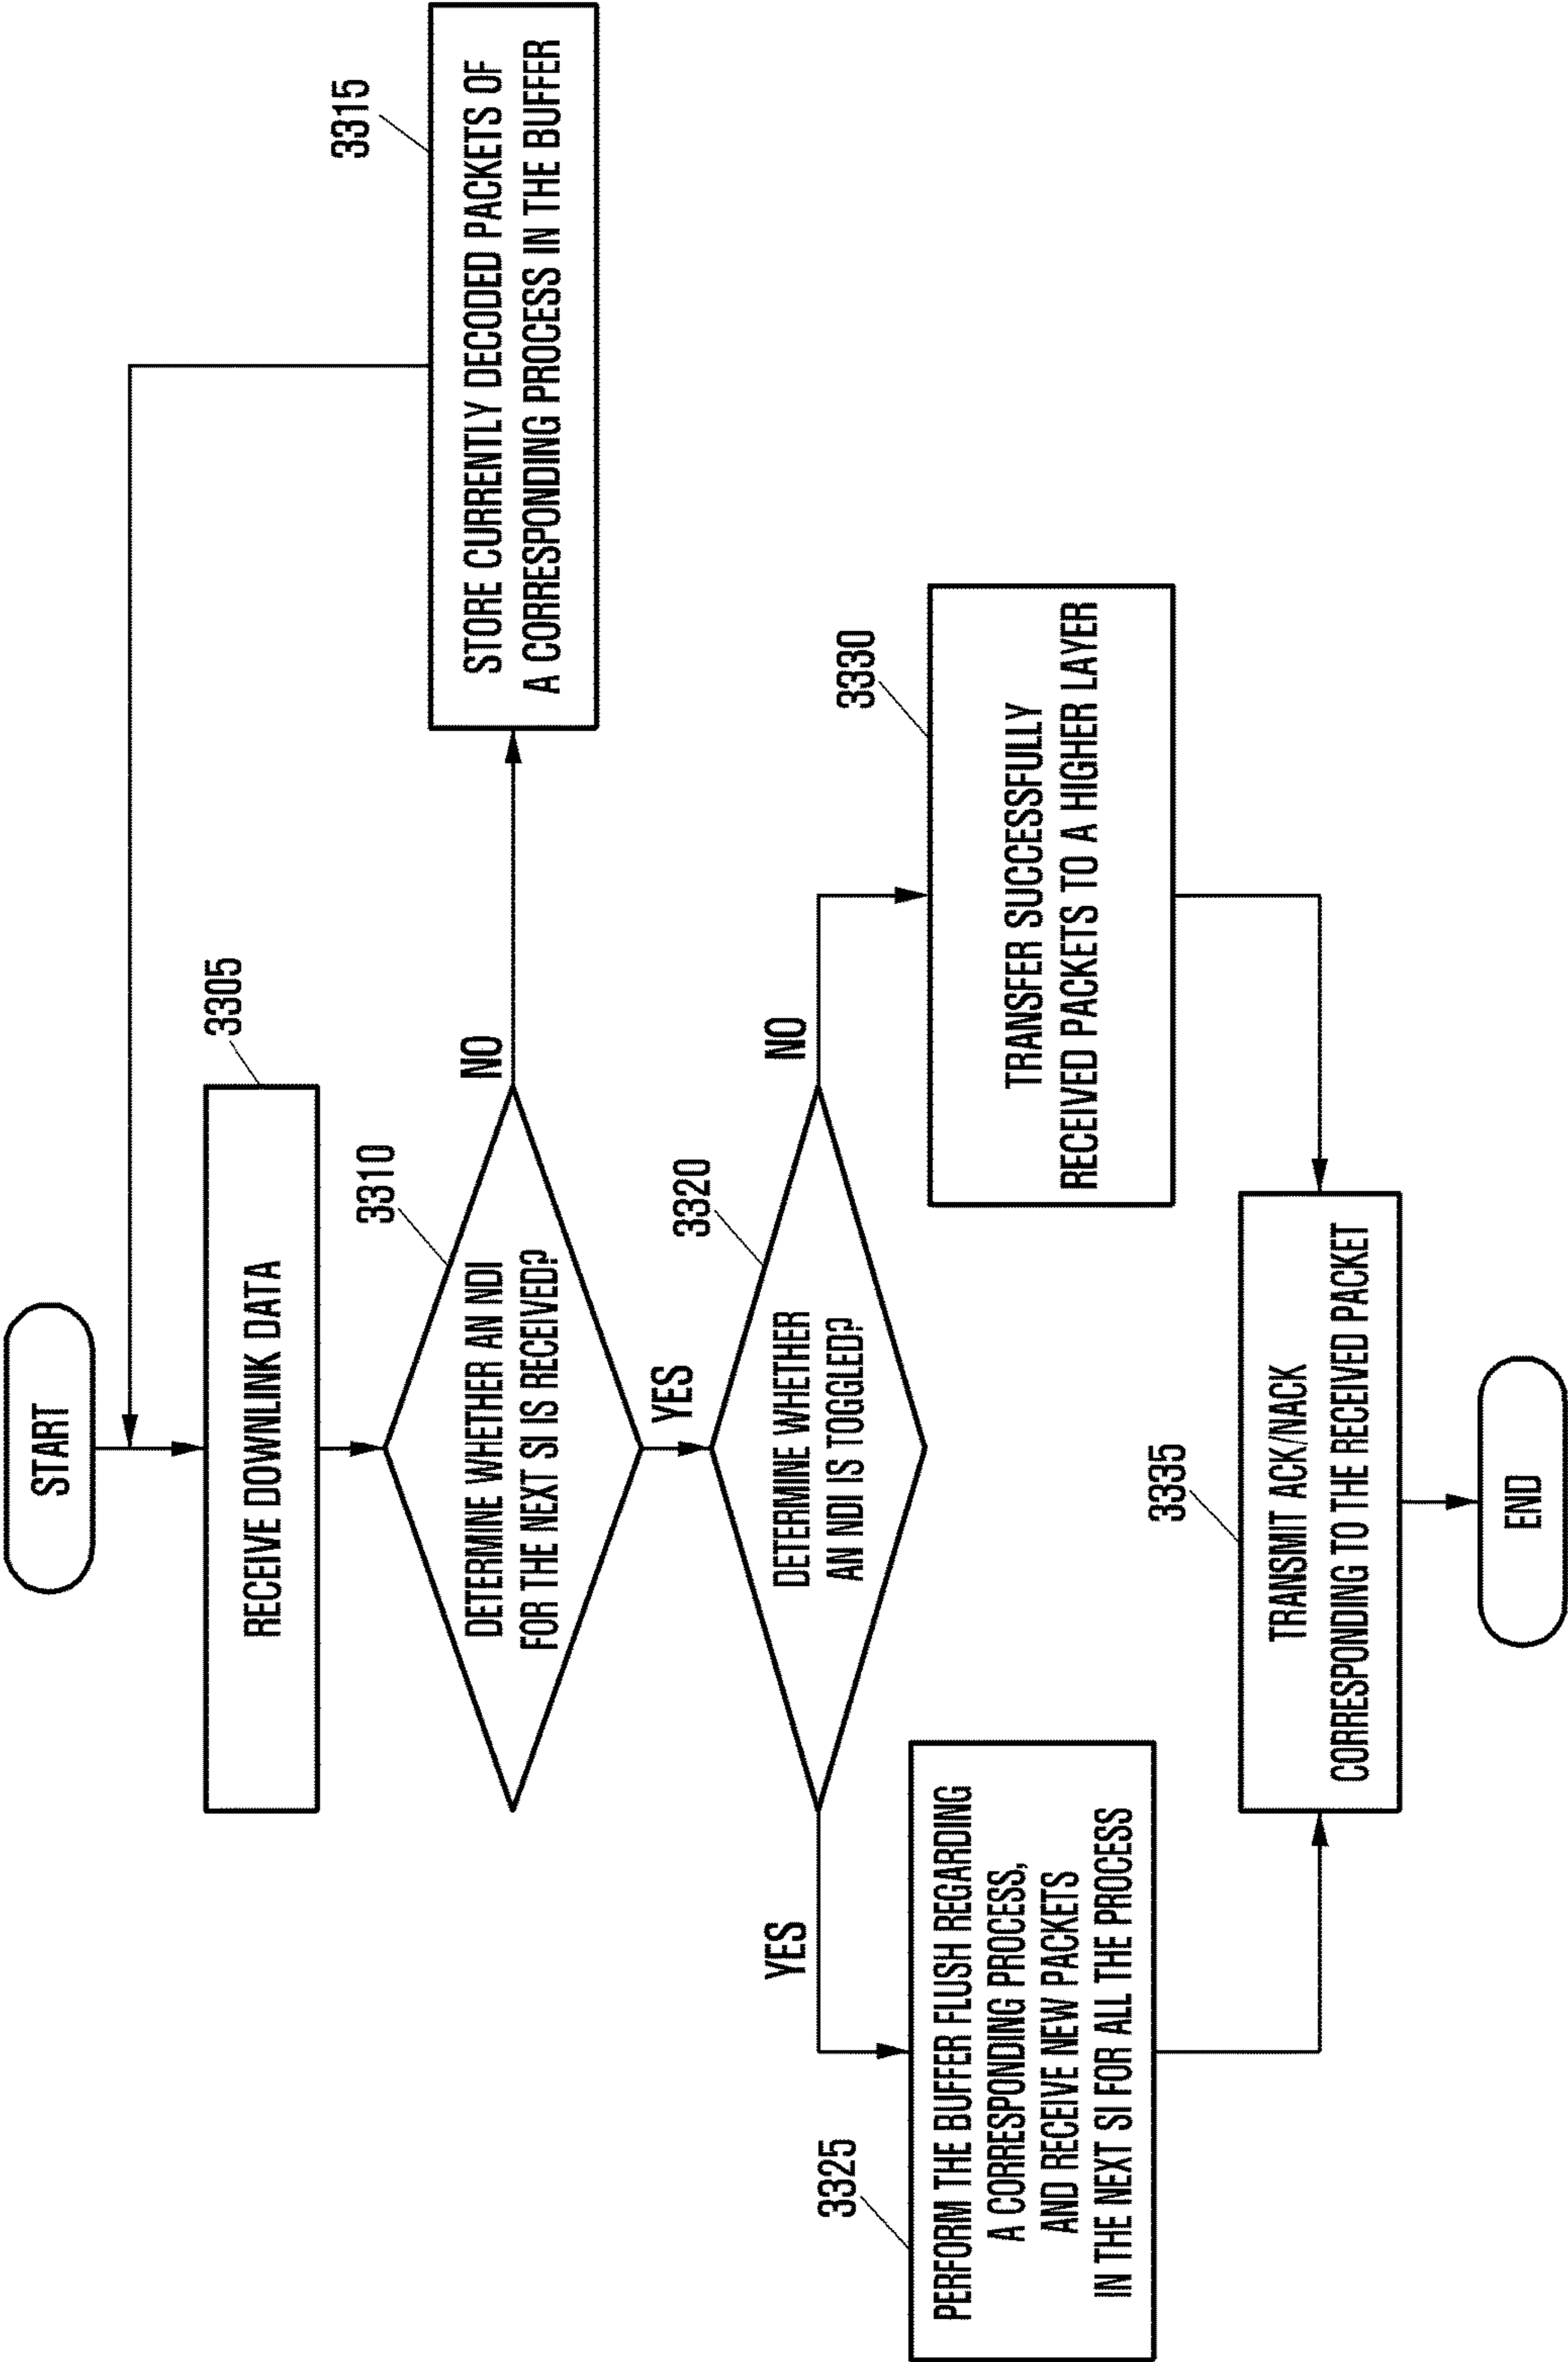 START
3305
RECEIVE DOWNLINK DATA
3310
DETERMINE WHETHER AN NDI
FOR THE NEXT SI IS RECEIVED?
NO
3315
STORE CURRENTLY DECODED PACKETS OF
A CORRESPONDING PROCESS IN THE BUFFER
YES
3320
DETERMINE WHETHER
AN NDI IS TOGGLED?
YES
NO
3325
PERFORM THE BUFFER FLUSH REGARDING
A CORRESPONDING PROCESS,
AND RECEIVE NEW PACKETS
IN THE NEXT SI FOR ALL THE PROCESS
3330
TRANSFER SUCCESSFULLY
RECEIVED PACKETS TO A HIGHER LAYER
3335
TRANSMIT ACK/NACK
CORRESPONDING TO THE RECEIVED PACKET
END